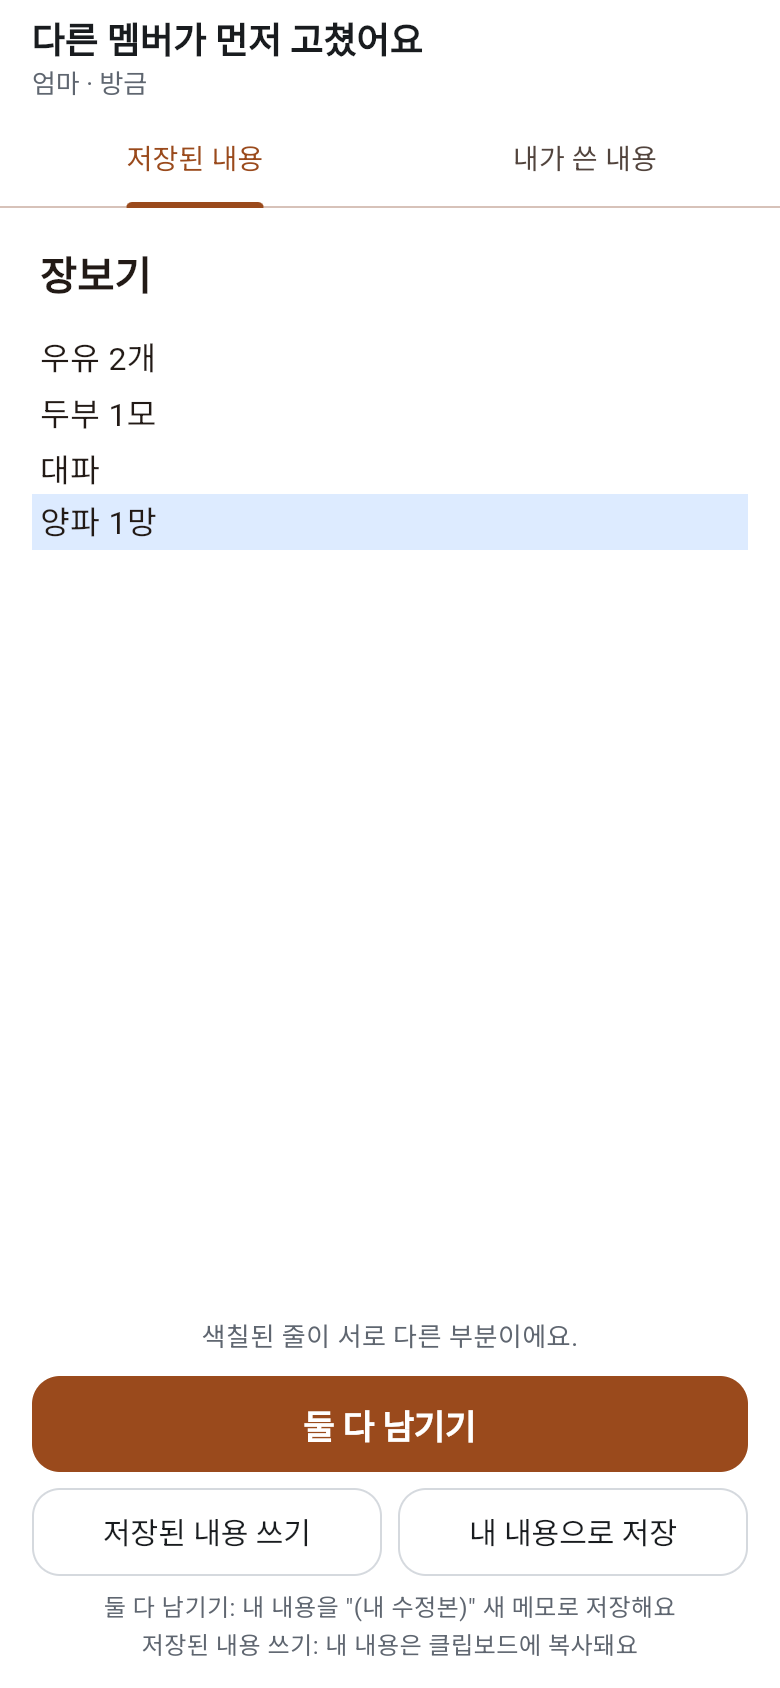 다른 멤버가 먼저 고쳤어요
엄마 · 방금
저장된 내용
내가 쓴 내용
장보기
우유 2개
두부 1모
대파
양파 1망
색칠된 줄이 서로 다른 부분이에요.
둘 다 남기기
저장된 내용 쓰기
내 내용으로 저장
둘 다 남기기: 내 내용을 "(내 수정본)" 새 메모로 저장해요
저장된 내용 쓰기: 내 내용은 클립보드에 복사돼요